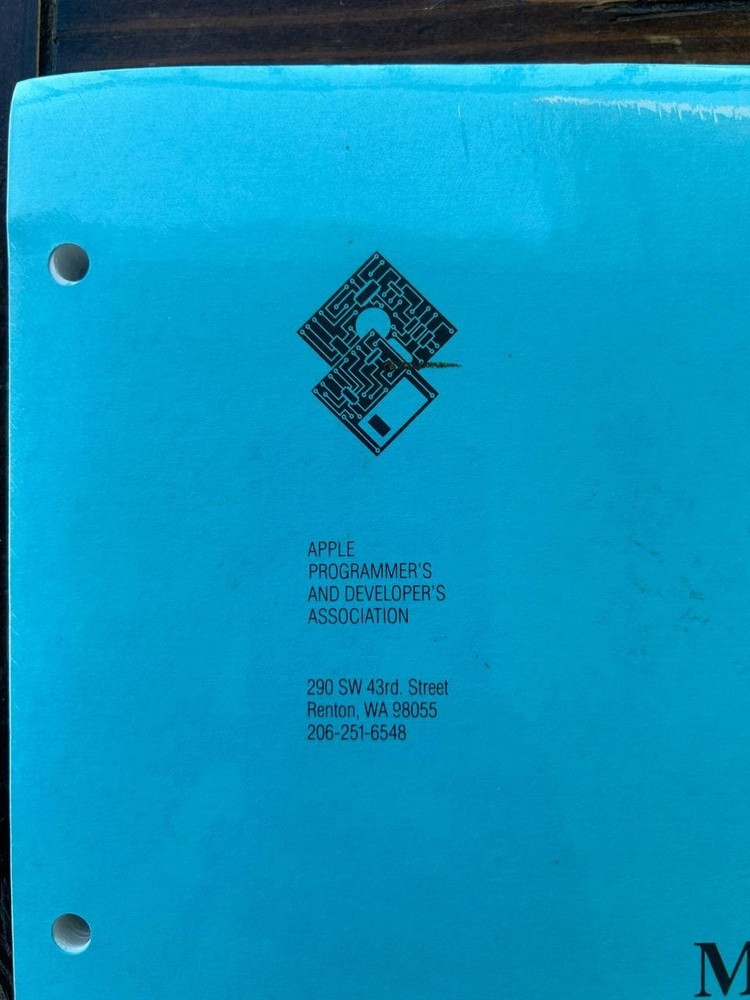 APPLE
PROGRAMMER'S
AND DEVELOPER'S
ASSOCIATION
290 SW 43rd. Street
Renton, WA 98055
206-251-6548
M